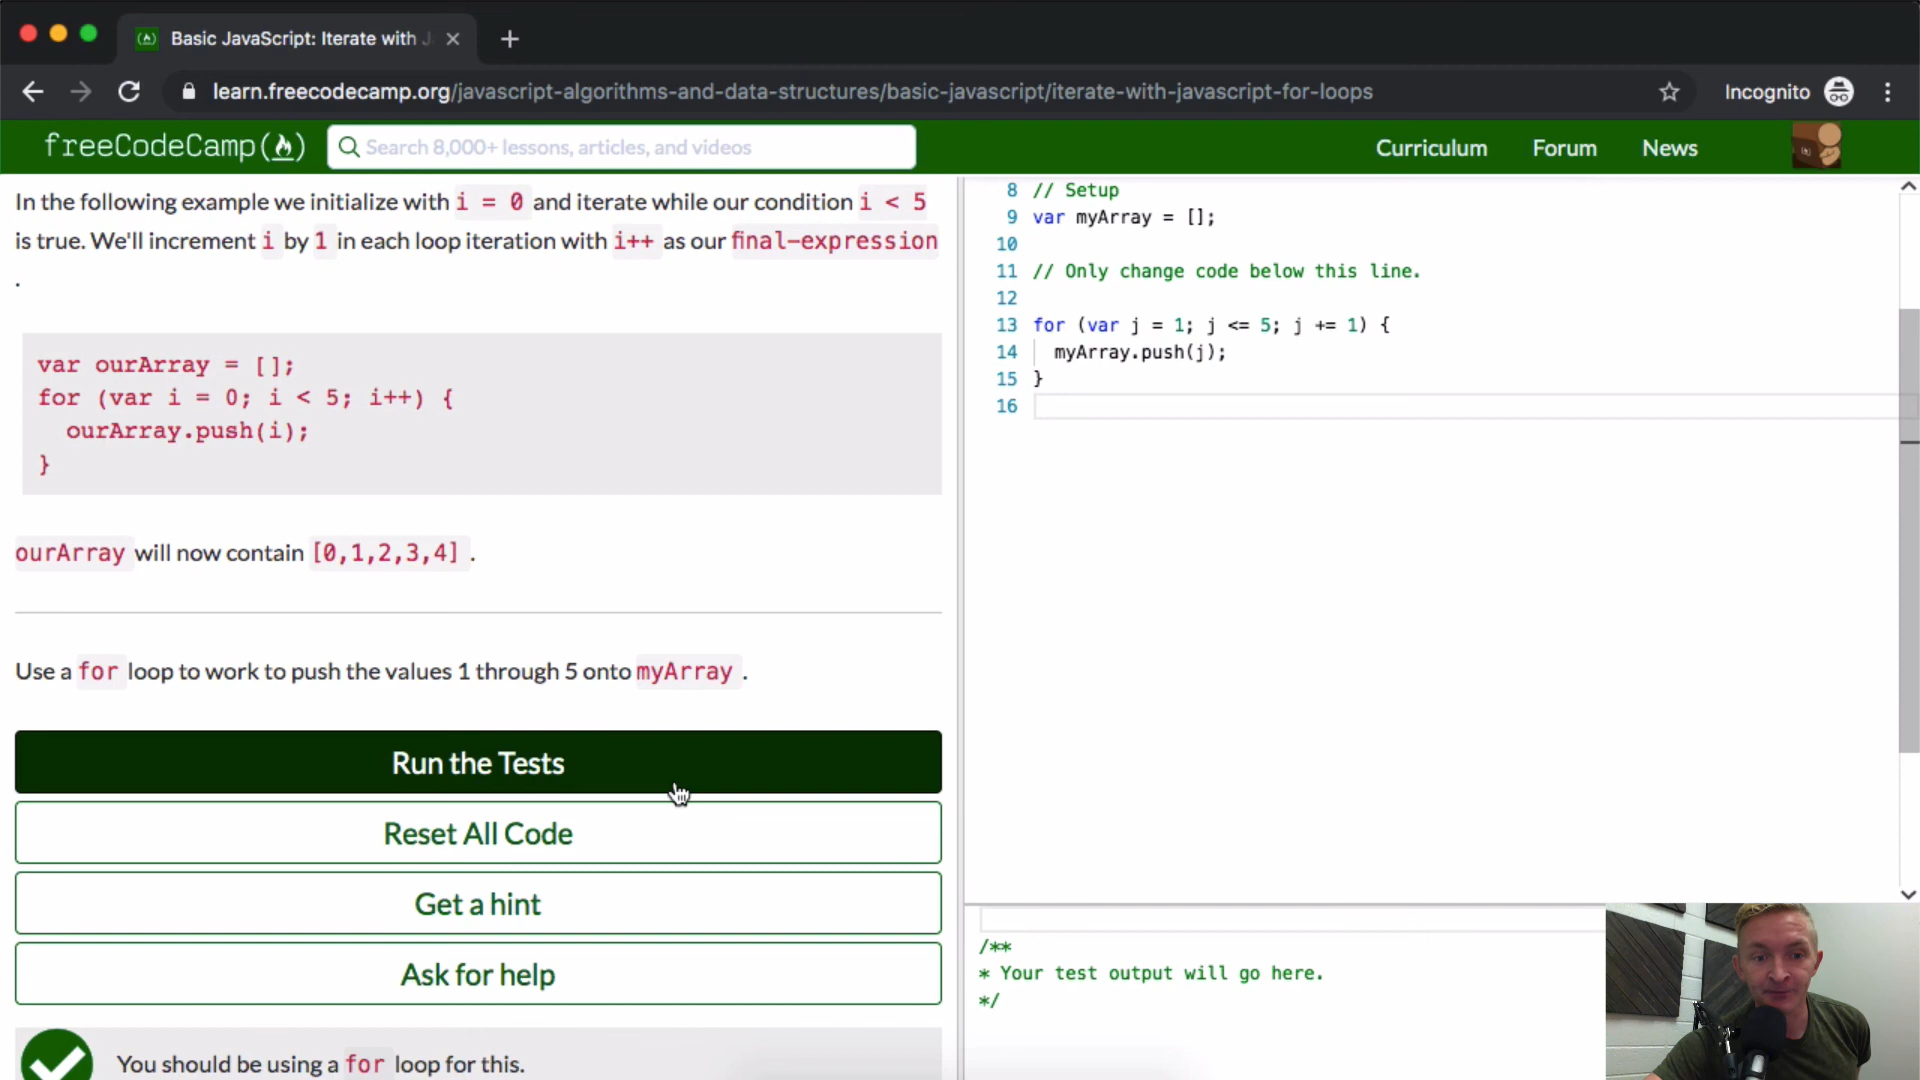 Basic JavaScript: Iterate with J
learn.freecodecamp.org/javascript-algorithms-and-data-structures/basic-javascript/iterate-with-javascript-for-loops
Incognito
freeCodeCamp
Search 8,000+ lessons, articles, and videos
Curriculum
Forum
News
In the following example we initialize with i = 0 and iterate while our condition i < 5
is true. We'll increment i by 1 in each loop iteration with i++ as our final-expression
.
var ourArray = [];
for (var i = 0; i < 5; i++) {
ourArray.push(i);
}
ourArray will now contain [0,1,2,3,4] .
Use a for loop to work to push the values 1 through 5 onto myArray .
Run the Tests
Reset All Code
Get a hint
Ask for help
You should be using a for loop for this.
8 // Setup
9 var myArray = [];
10
11 // Only change code below this line.
12
13 for (var j = 1; j <= 5; j += 1) {
14 myArray.push(j);
15 }
16
/**
* Your test output will go here.
*/